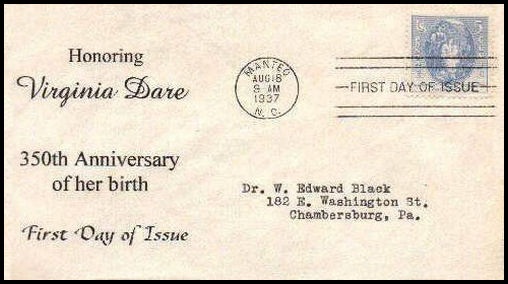 Honoring
Virginia Dare
350th Anniversary
of her birth
First Day of Issue
MANTEO
AUG 18
9 AM
1937
N. C.
FIRST DAY OF ISSUE
5
Dr. W. Edward Black
182 E. Washington St.
Chambersburg, Pa.